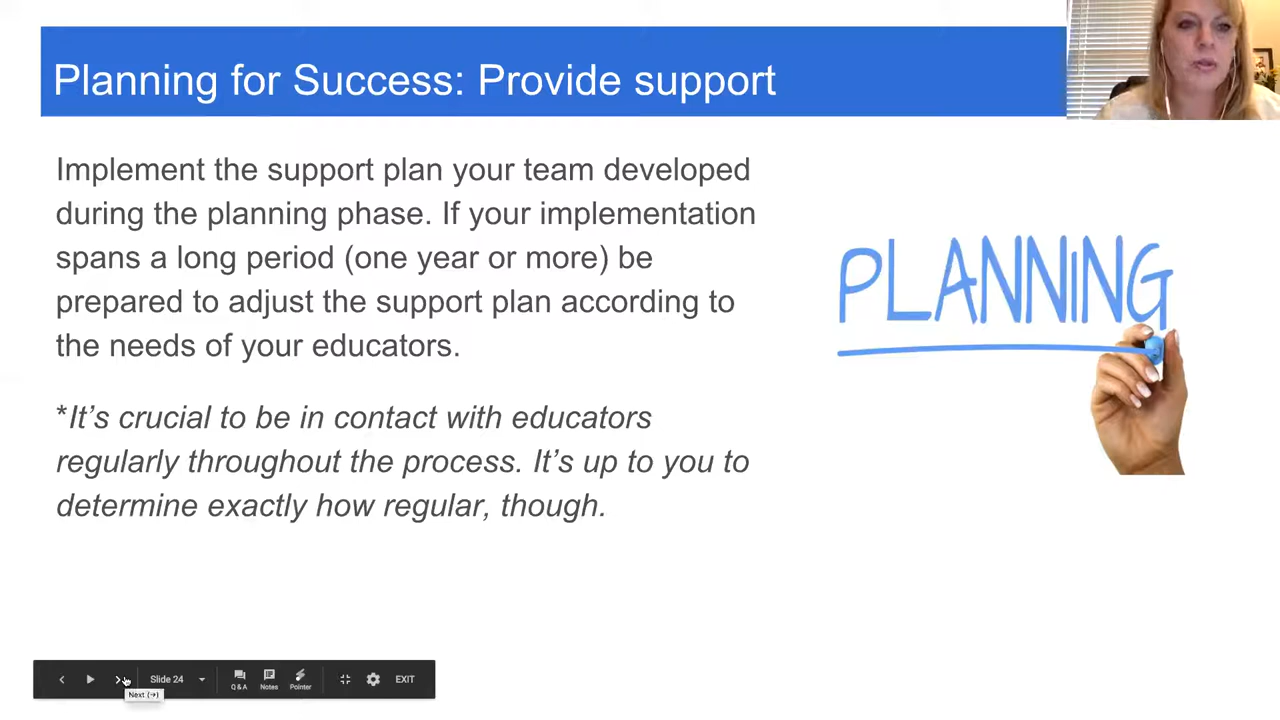 Planning for Success: Provide support
Implement the support plan your team developed
during the planning phase. If your implementation
spans a long period (one year or more) be
prepared to adjust the support plan according to
the needs of your educators.
*It’s crucial to be in contact with educators
regularly throughout the process. It’s up to you to
determine exactly how regular, though.
PLANNING
Slide 24
Q & A
Notes
Pointer
EXIT
Next (→)